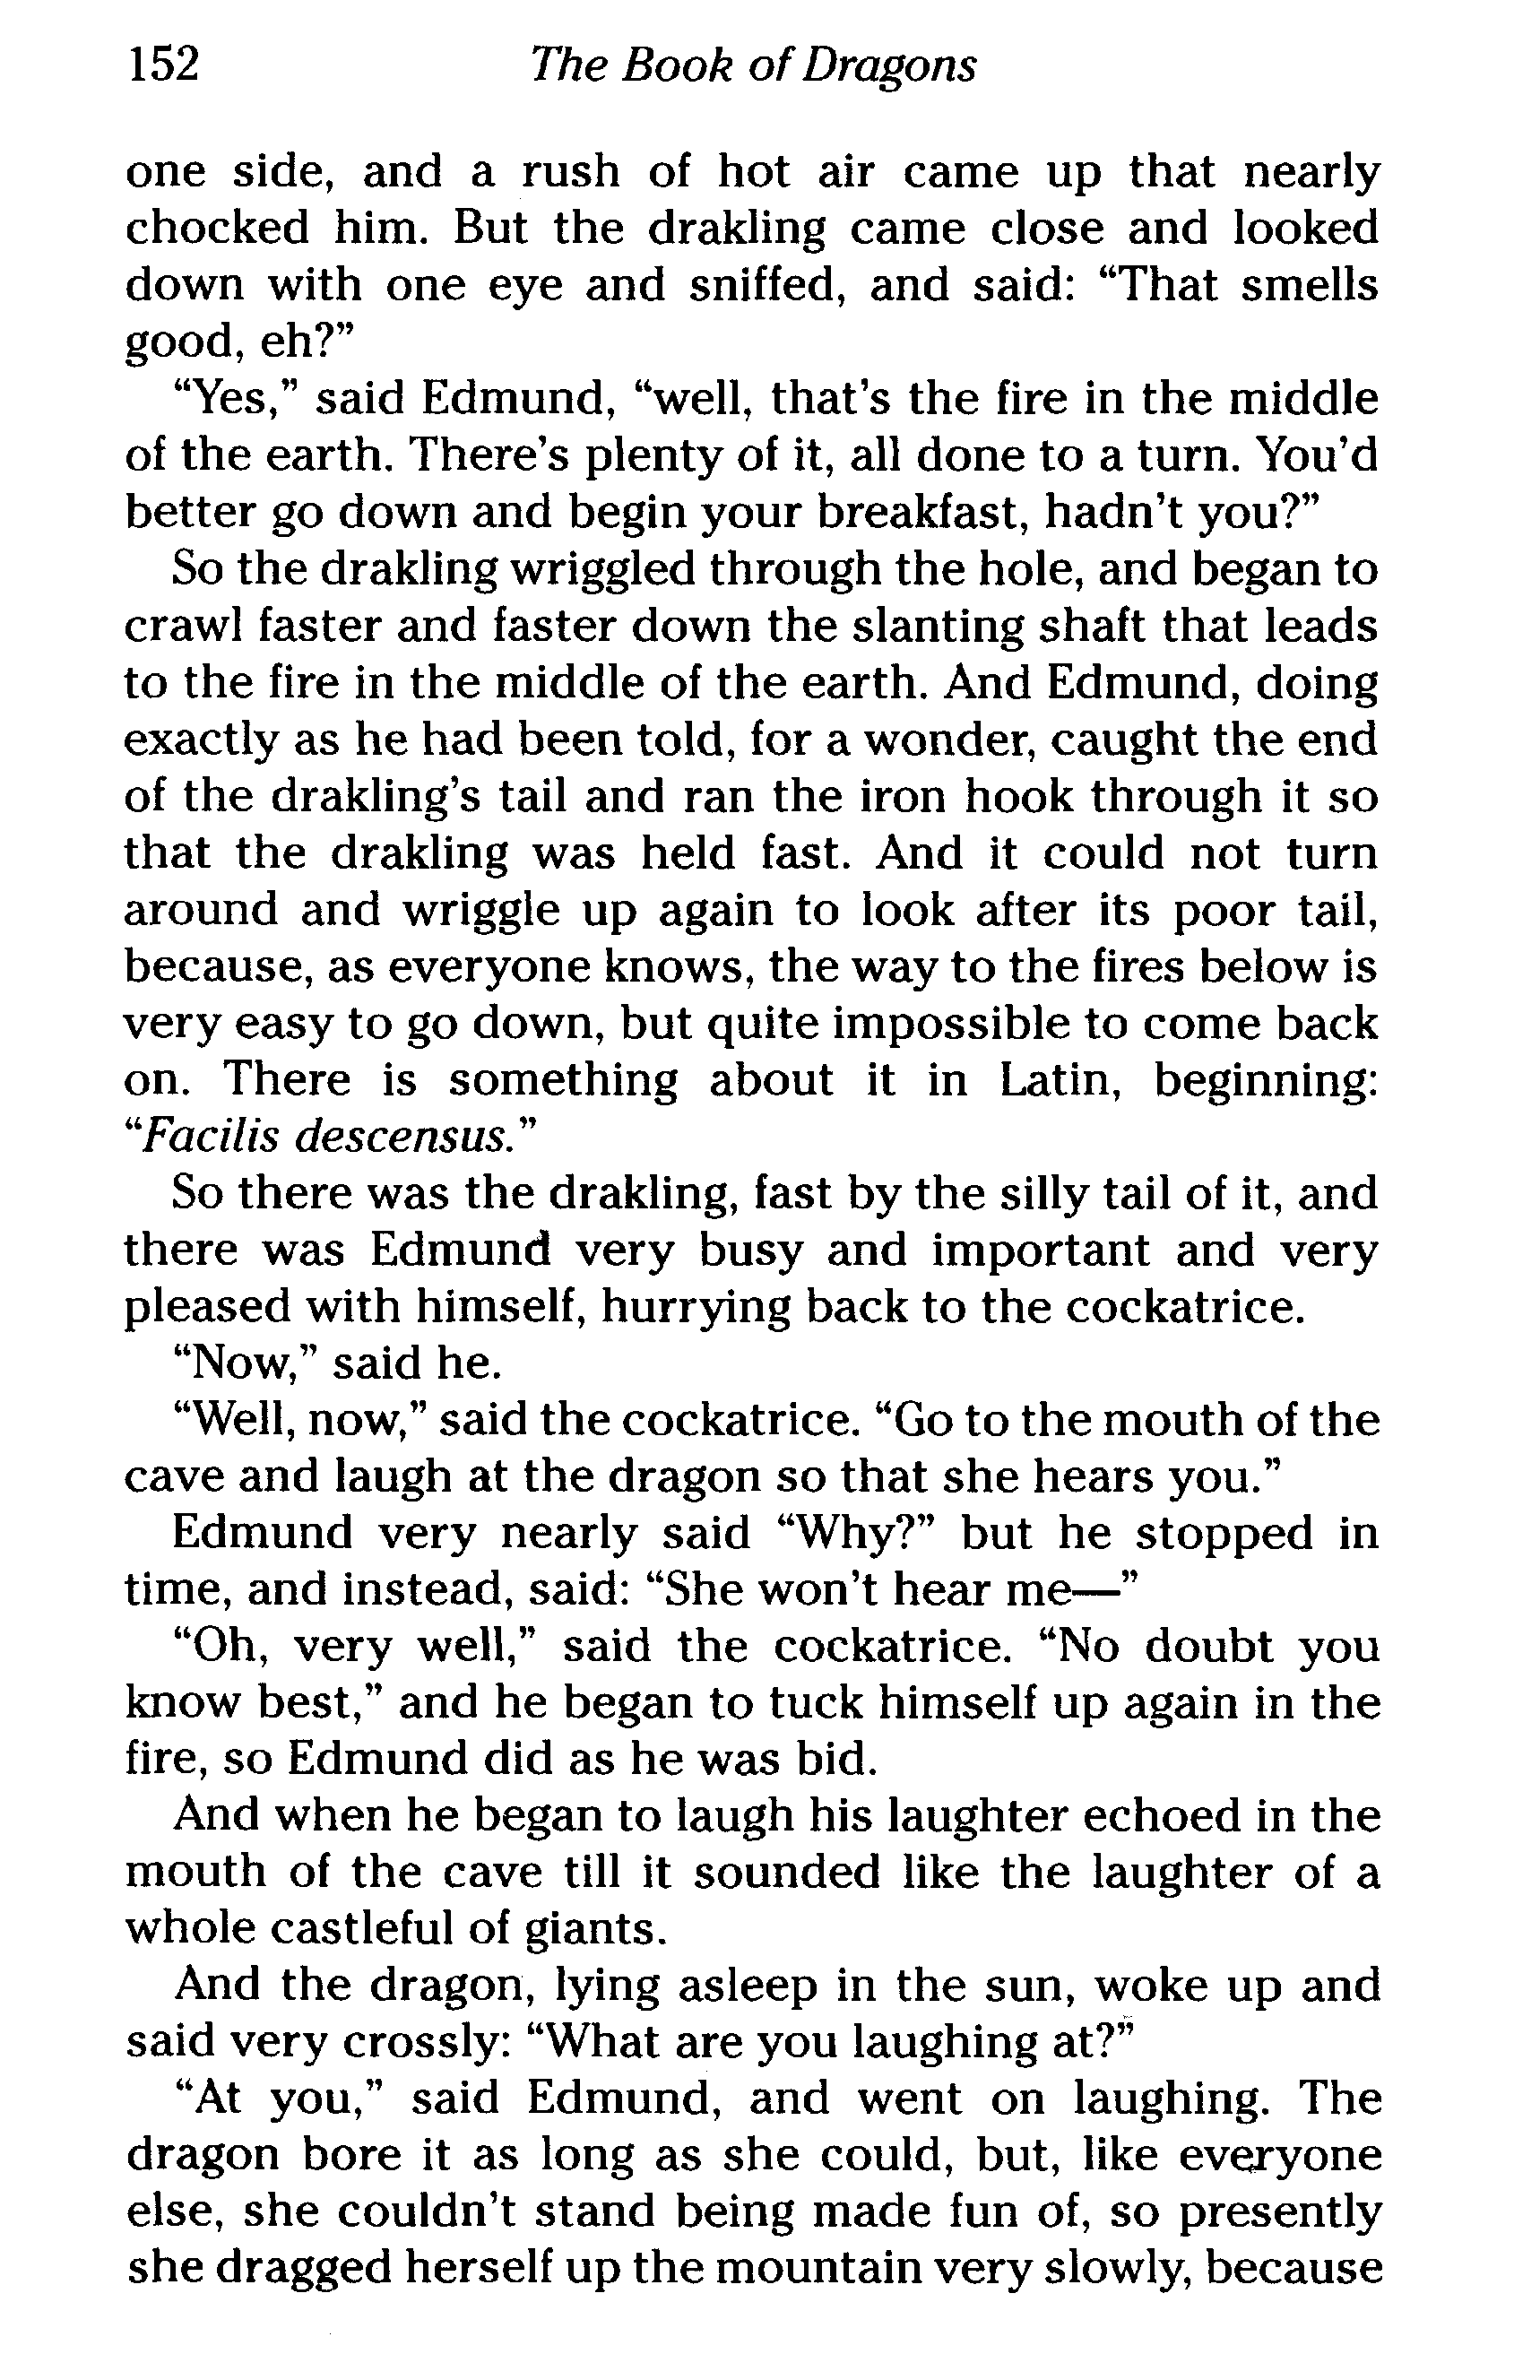 152 The Book of Dragons
one side, and a rush of hot air came up that nearly
chocked him. But the drakling came close and looked
down with one eye and sniffed, and said: “That smells
good, eh?”
“Yes,” said Edmund, “well, that’s the fire in the middle
of the earth. There’s plenty of it, all done to a turn. You’d
better go down and begin your breakfast, hadn’t you?”
So the drakling wriggled through the hole, and began to
crawl faster and faster down the slanting shaft that leads
to the fire in the middle of the earth. And Edmund, doing
exactly as he had been told, for a wonder, caught the end
of the drakling’s tail and ran the iron hook through it so
that the drakling was held fast. And it could not turn
around and wriggle up again to look after its poor tail,
because, as everyone knows, the way to the fires below is
very easy to go down, but quite impossible to come back
on. There is something about it in Latin, beginning:
“Facilis descensus.”
So there was the drakling, fast by the silly tail of it, and
there was Edmund very busy and important and very
pleased with himself, hurrying back to the cockatrice.
“Now,” said he.
“Well, now,” said the cockatrice. “Go to the mouth of the
cave and laugh at the dragon so that she hears you.”
Edmund very nearly said “Why?” but he stopped in
time, and instead, said: “She won’t hear me—”
“Oh, very well,” said the cockatrice. “No doubt you
know best,” and he began to tuck himself up again in the
fire, so Edmund did as he was bid.
And when he began to laugh his laughter echoed in the
mouth of the cave till it sounded like the laughter of a
whole castleful of giants.
And the dragon, lying asleep in the sun, woke up and
said very crossly: “What are you laughing at?”
“At you,” said Edmund, and went on laughing. The
dragon bore it as long as she could, but, like everyone
else, she couldn’t stand being made fun of, so presently
she dragged herself up the mountain very slowly, because